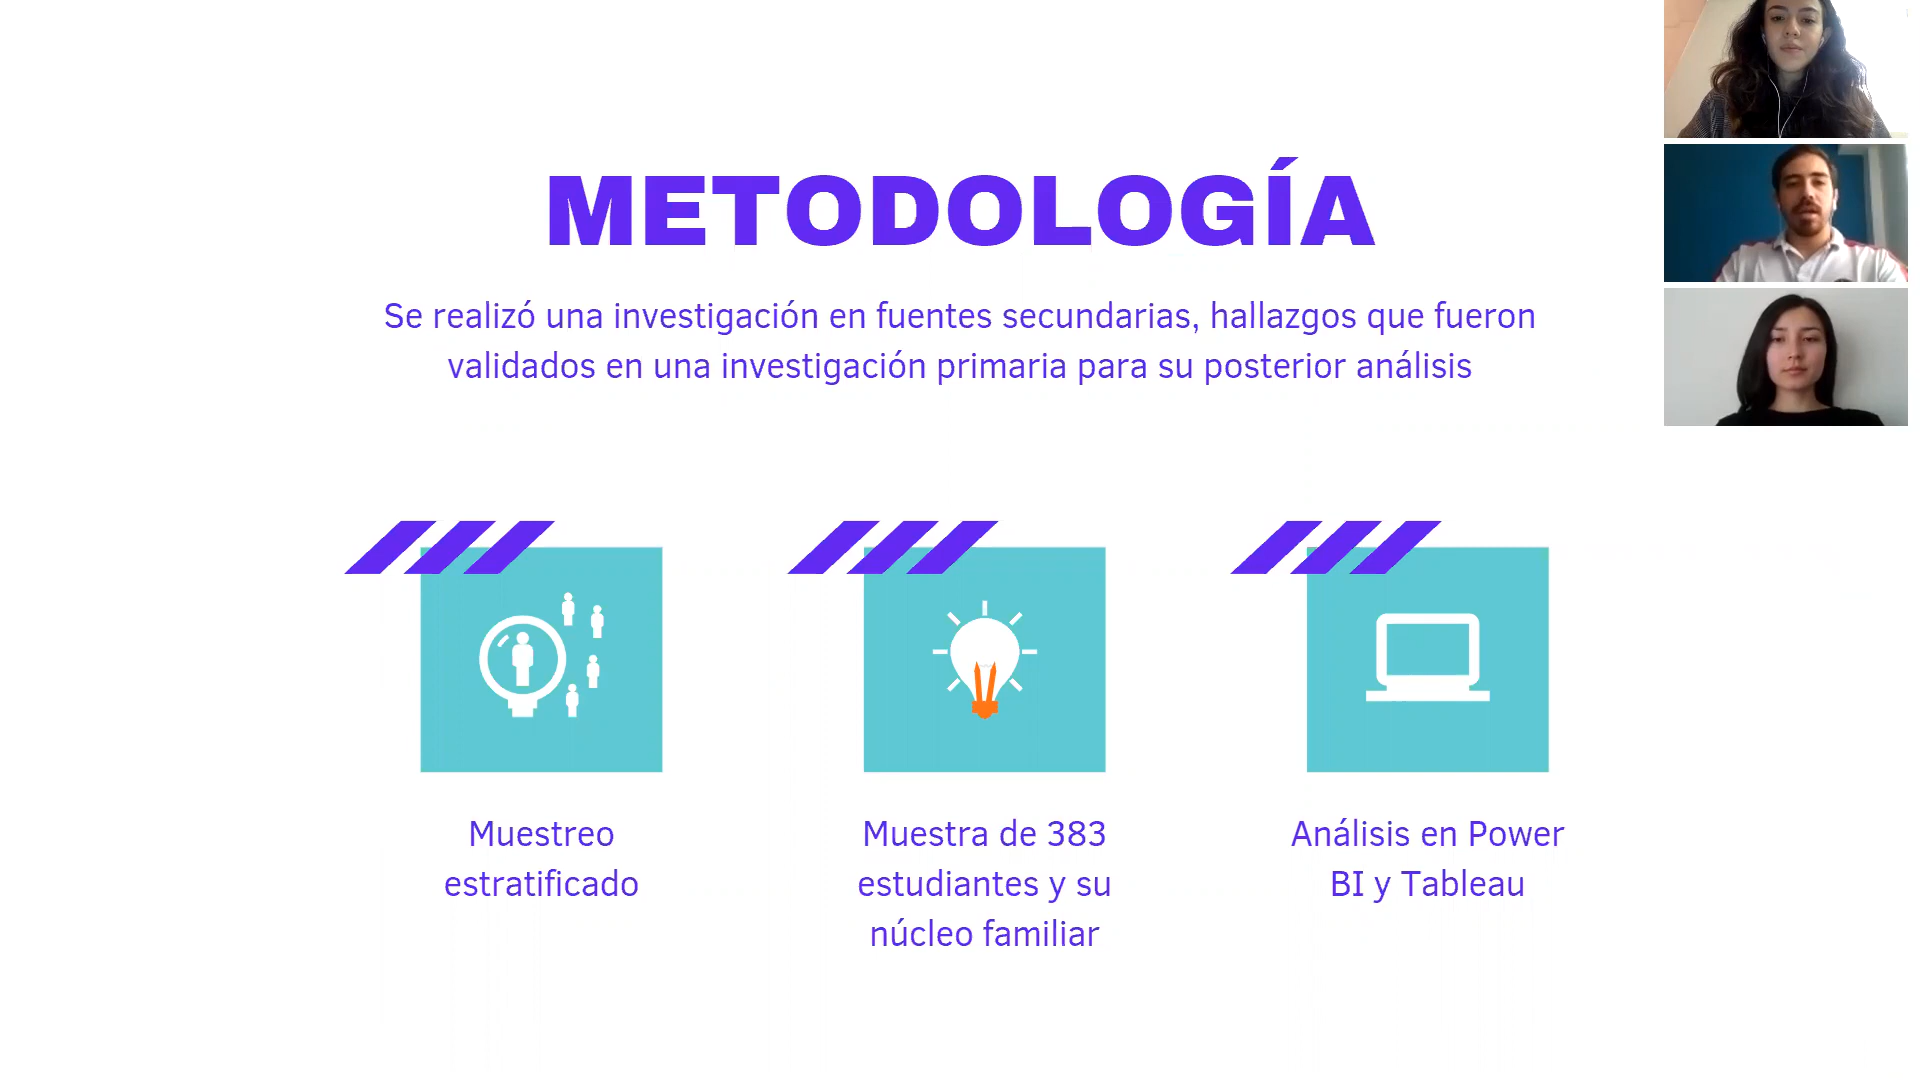 METODOLOGÍA
Se realizó una investigación en fuentes secundarias, hallazgos que fueron
validados en una investigación primaria para su posterior análisis
Muestreo
estratificado
Muestra de 383
estudiantes y su
núcleo familiar
Análisis en Power
BI y Tableau